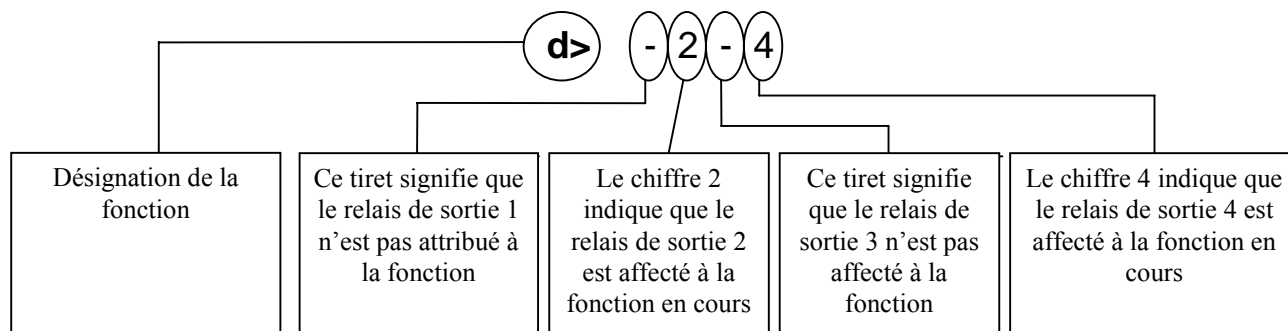 d> - 2 - 4
Désignation de la
fonction
Ce tiret signifie que
le relais de sortie 1
n'est pas attribué à
la fonction
Le chiffre 2
indique que le
relais de sortie 2
est affecté à la
fonction en cours
Ce tiret signifie
que le relais de
sortie 3 n'est pas
affecté à la
fonction
Le chiffre 4 indique que
le relais de sortie 4 est
affecté à la fonction en
cours